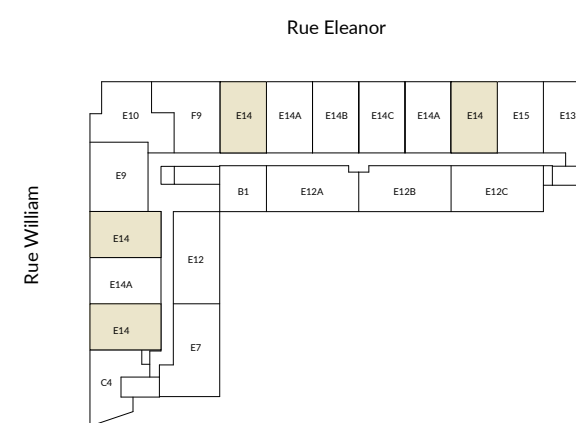 Rue Eleanor
E10
F9
E14
E14A
E14B
E14C
E14A
E14
E15
E13
E9
B1
E12A
E12B
E12C
Rue William
E14
E12
E14A
E14
E7
C4